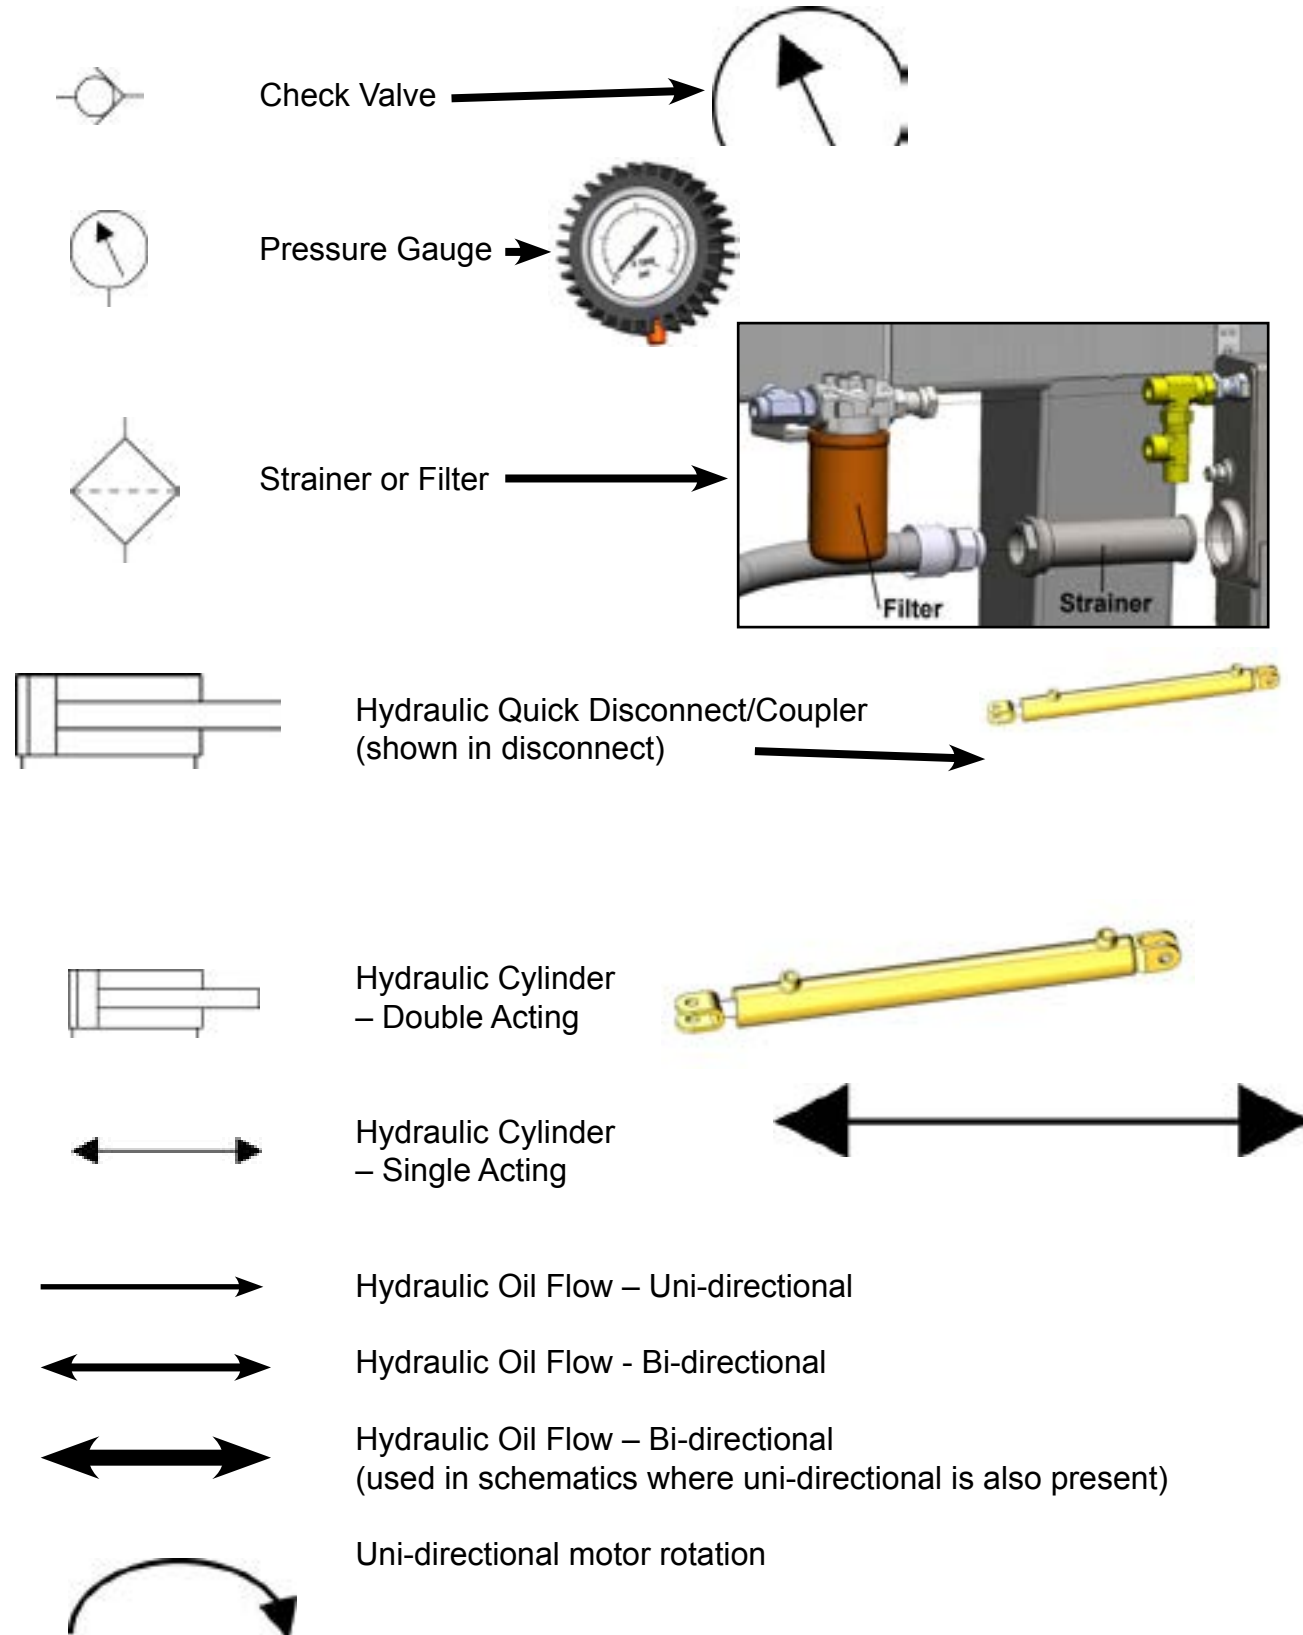 Check Valve
Pressure Gauge
Strainer or Filter
Filter
Strainer
Hydraulic Quick Disconnect/Coupler
(shown in disconnect)
Hydraulic Cylinder
– Double Acting
Hydraulic Cylinder
– Single Acting
Hydraulic Oil Flow – Uni-directional
Hydraulic Oil Flow - Bi-directional
Hydraulic Oil Flow – Bi-directional
(used in schematics where uni-directional is also present)
Uni-directional motor rotation